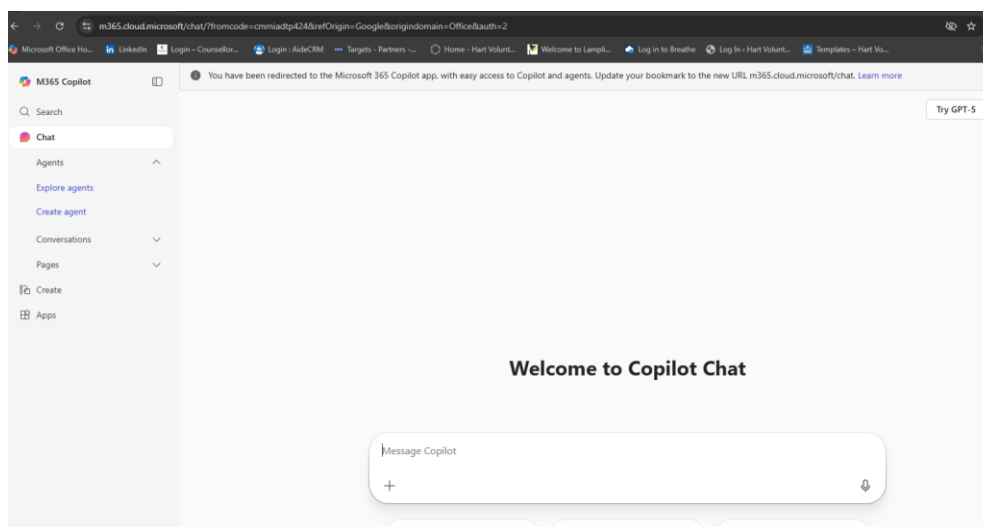 m365.cloud.microsoft/chat/?fromcode=cmmiadtp424&refOrigin=Google&origindomain=Office&auth=2
Microsoft Office Ho... LinkedIn Login – Counsellor... Login : AideCRM Targets - Partners -... Home - Hart Volunt... Welcome to Lampli... Log in to Breathe Log In ‹ Hart Volunt... Templates – Hart Vo...
M365 Copilot
You have been redirected to the Microsoft 365 Copilot app, with easy access to Copilot and agents. Update your bookmark to the new URL m365.cloud.microsoft/chat. Learn more
Search
Try GPT-5
Chat
Agents
Explore agents
Create agent
Conversations
Pages
Create
Apps
Welcome to Copilot Chat
Message Copilot